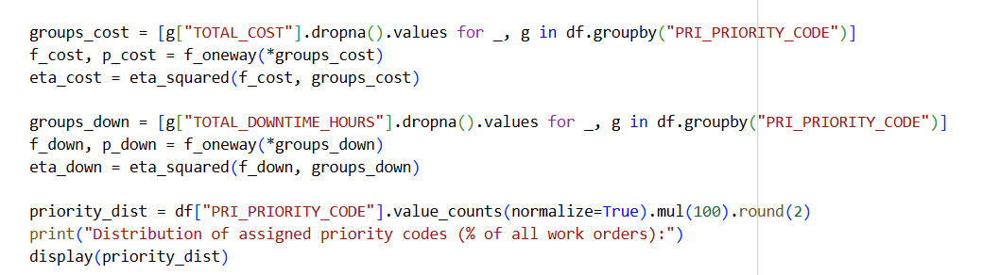 groups_cost = [g["TOTAL_COST"].dropna().values for _, g in df.groupby("PRI_PRIORITY_CODE")]
f_cost, p_cost = f_oneway(*groups_cost)
eta_cost = eta_squared(f_cost, groups_cost)
groups_down = [g["TOTAL_DOWNTIME_HOURS"].dropna().values for _, g in df.groupby("PRI_PRIORITY_CODE")]
f_down, p_down = f_oneway(*groups_down)
eta_down = eta_squared(f_down, groups_down)
priority_dist = df["PRI_PRIORITY_CODE"].value_counts(normalize=True).mul(100).round(2)
print("Distribution of assigned priority codes (% of all work orders):")
display(priority_dist)